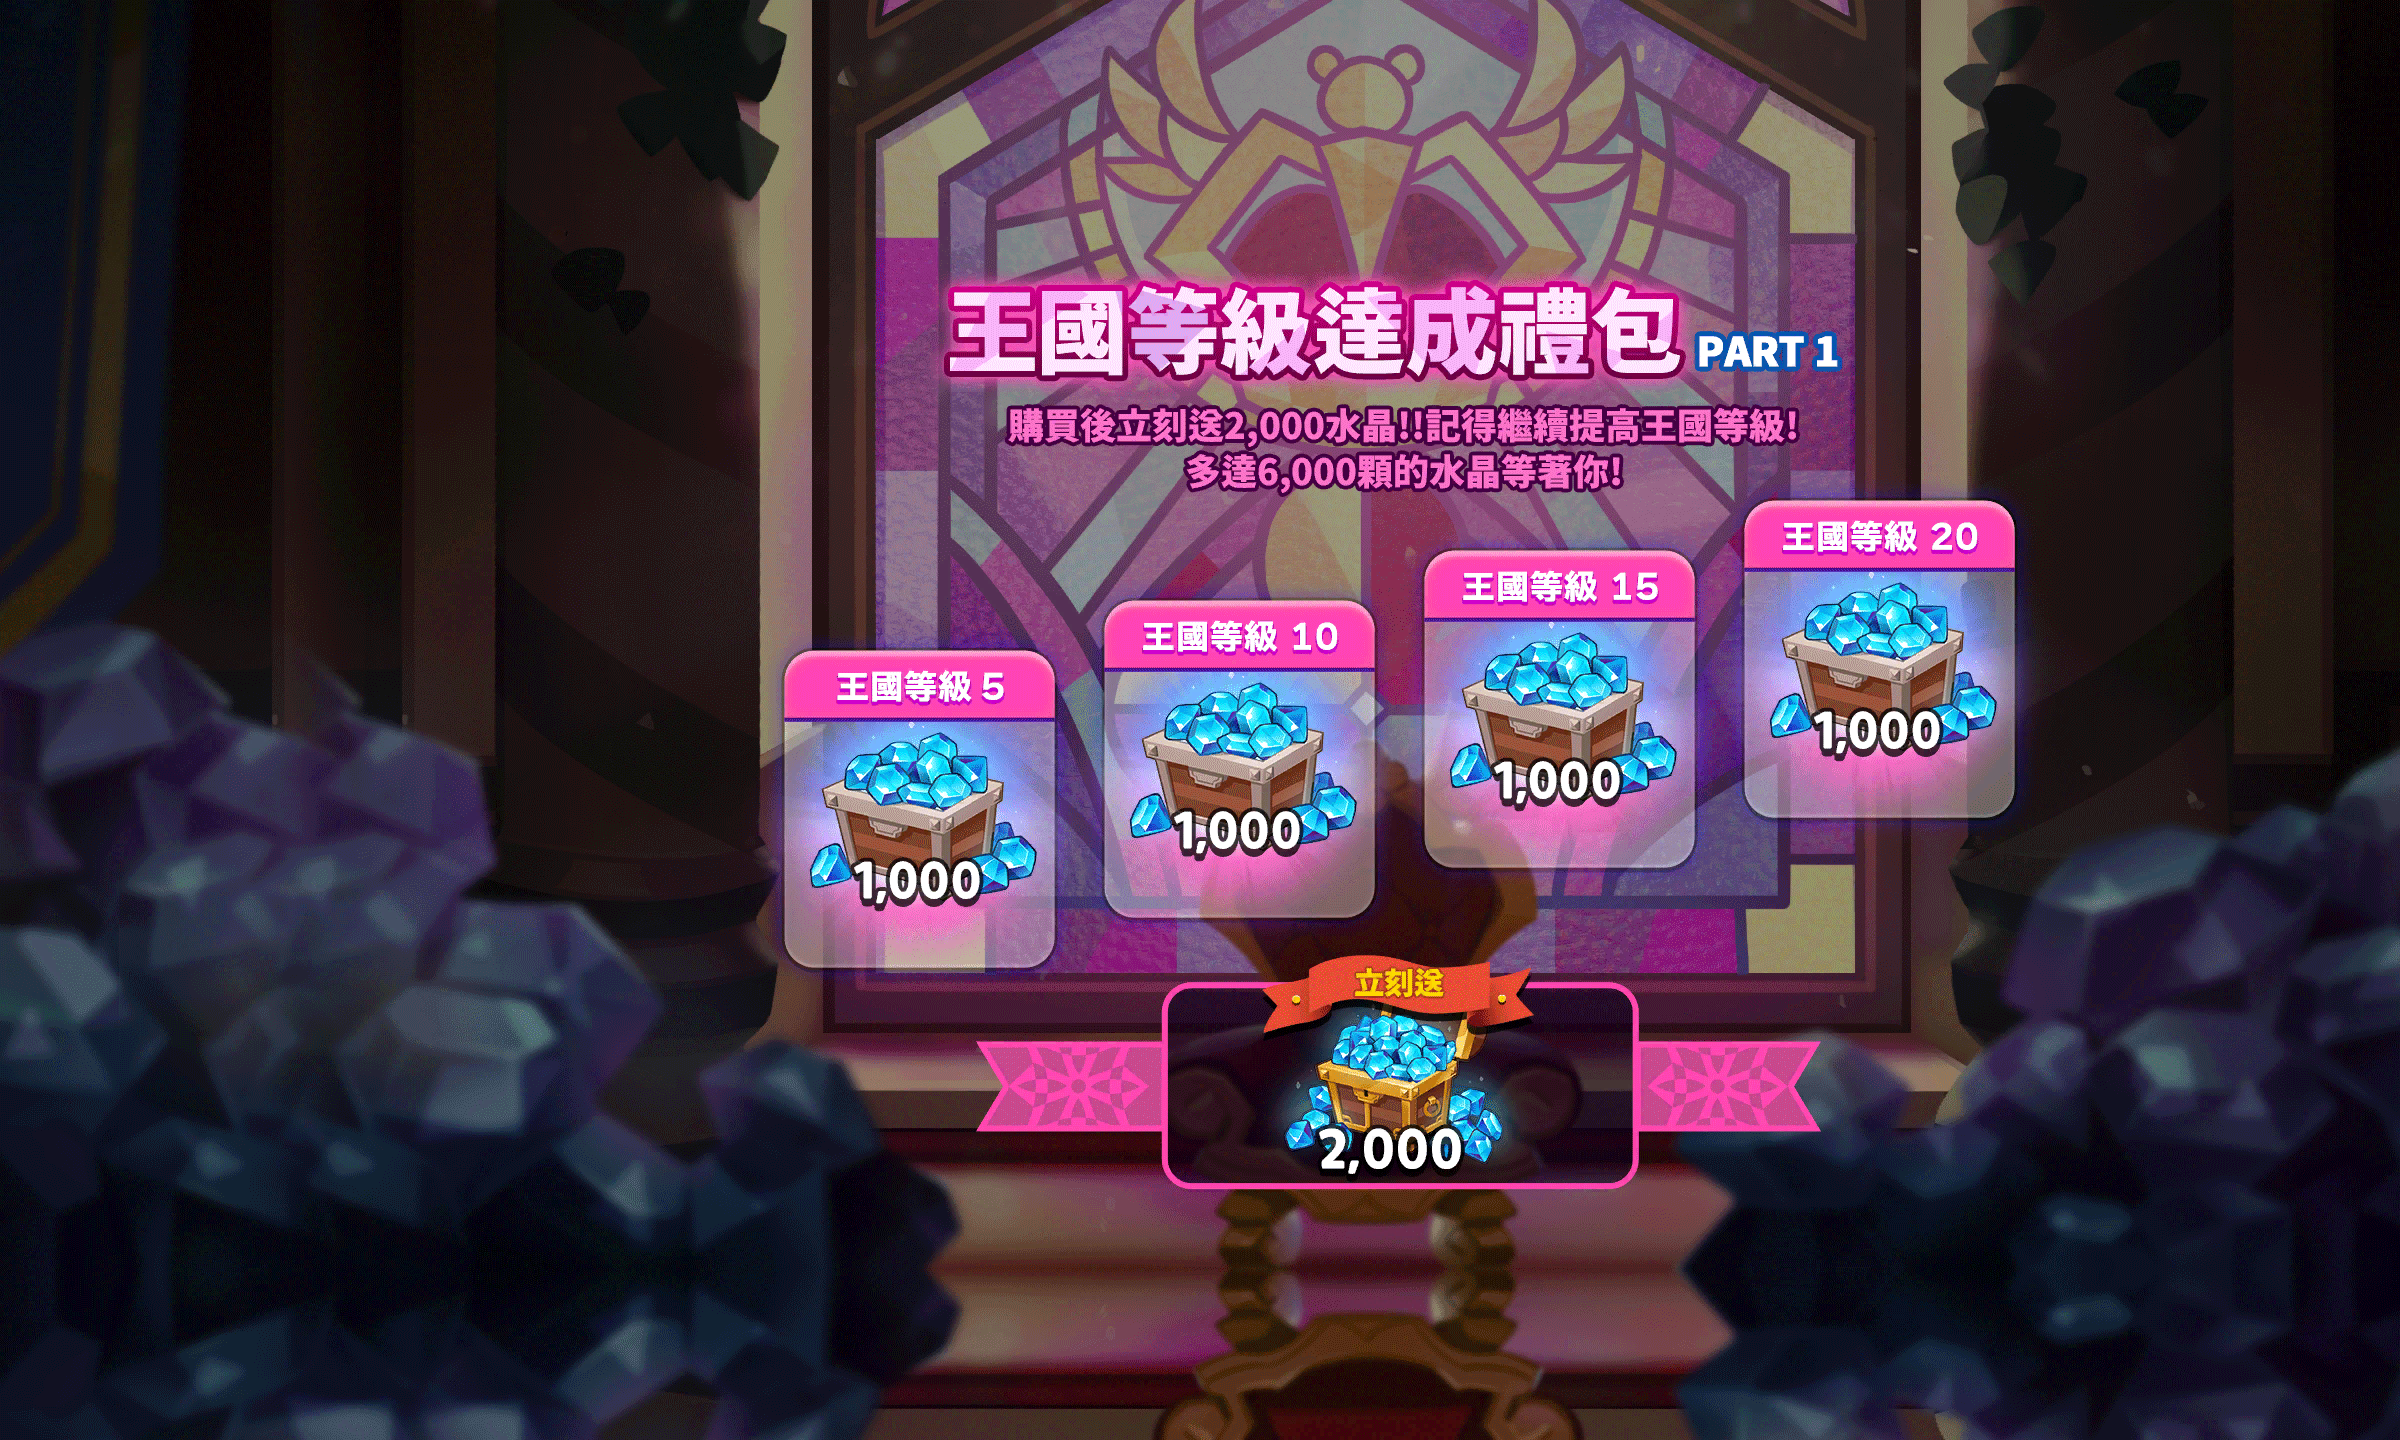 王國等級達成禮包 PART 1
購買後立刻送2,000水晶!!記得繼續提高王國等級!
多達6,000顆的水晶等著你!
王國等級 5
1,000
王國等級 10
1,000
王國等級 15
1,000
王國等級 20
1,000
立刻送
2,000